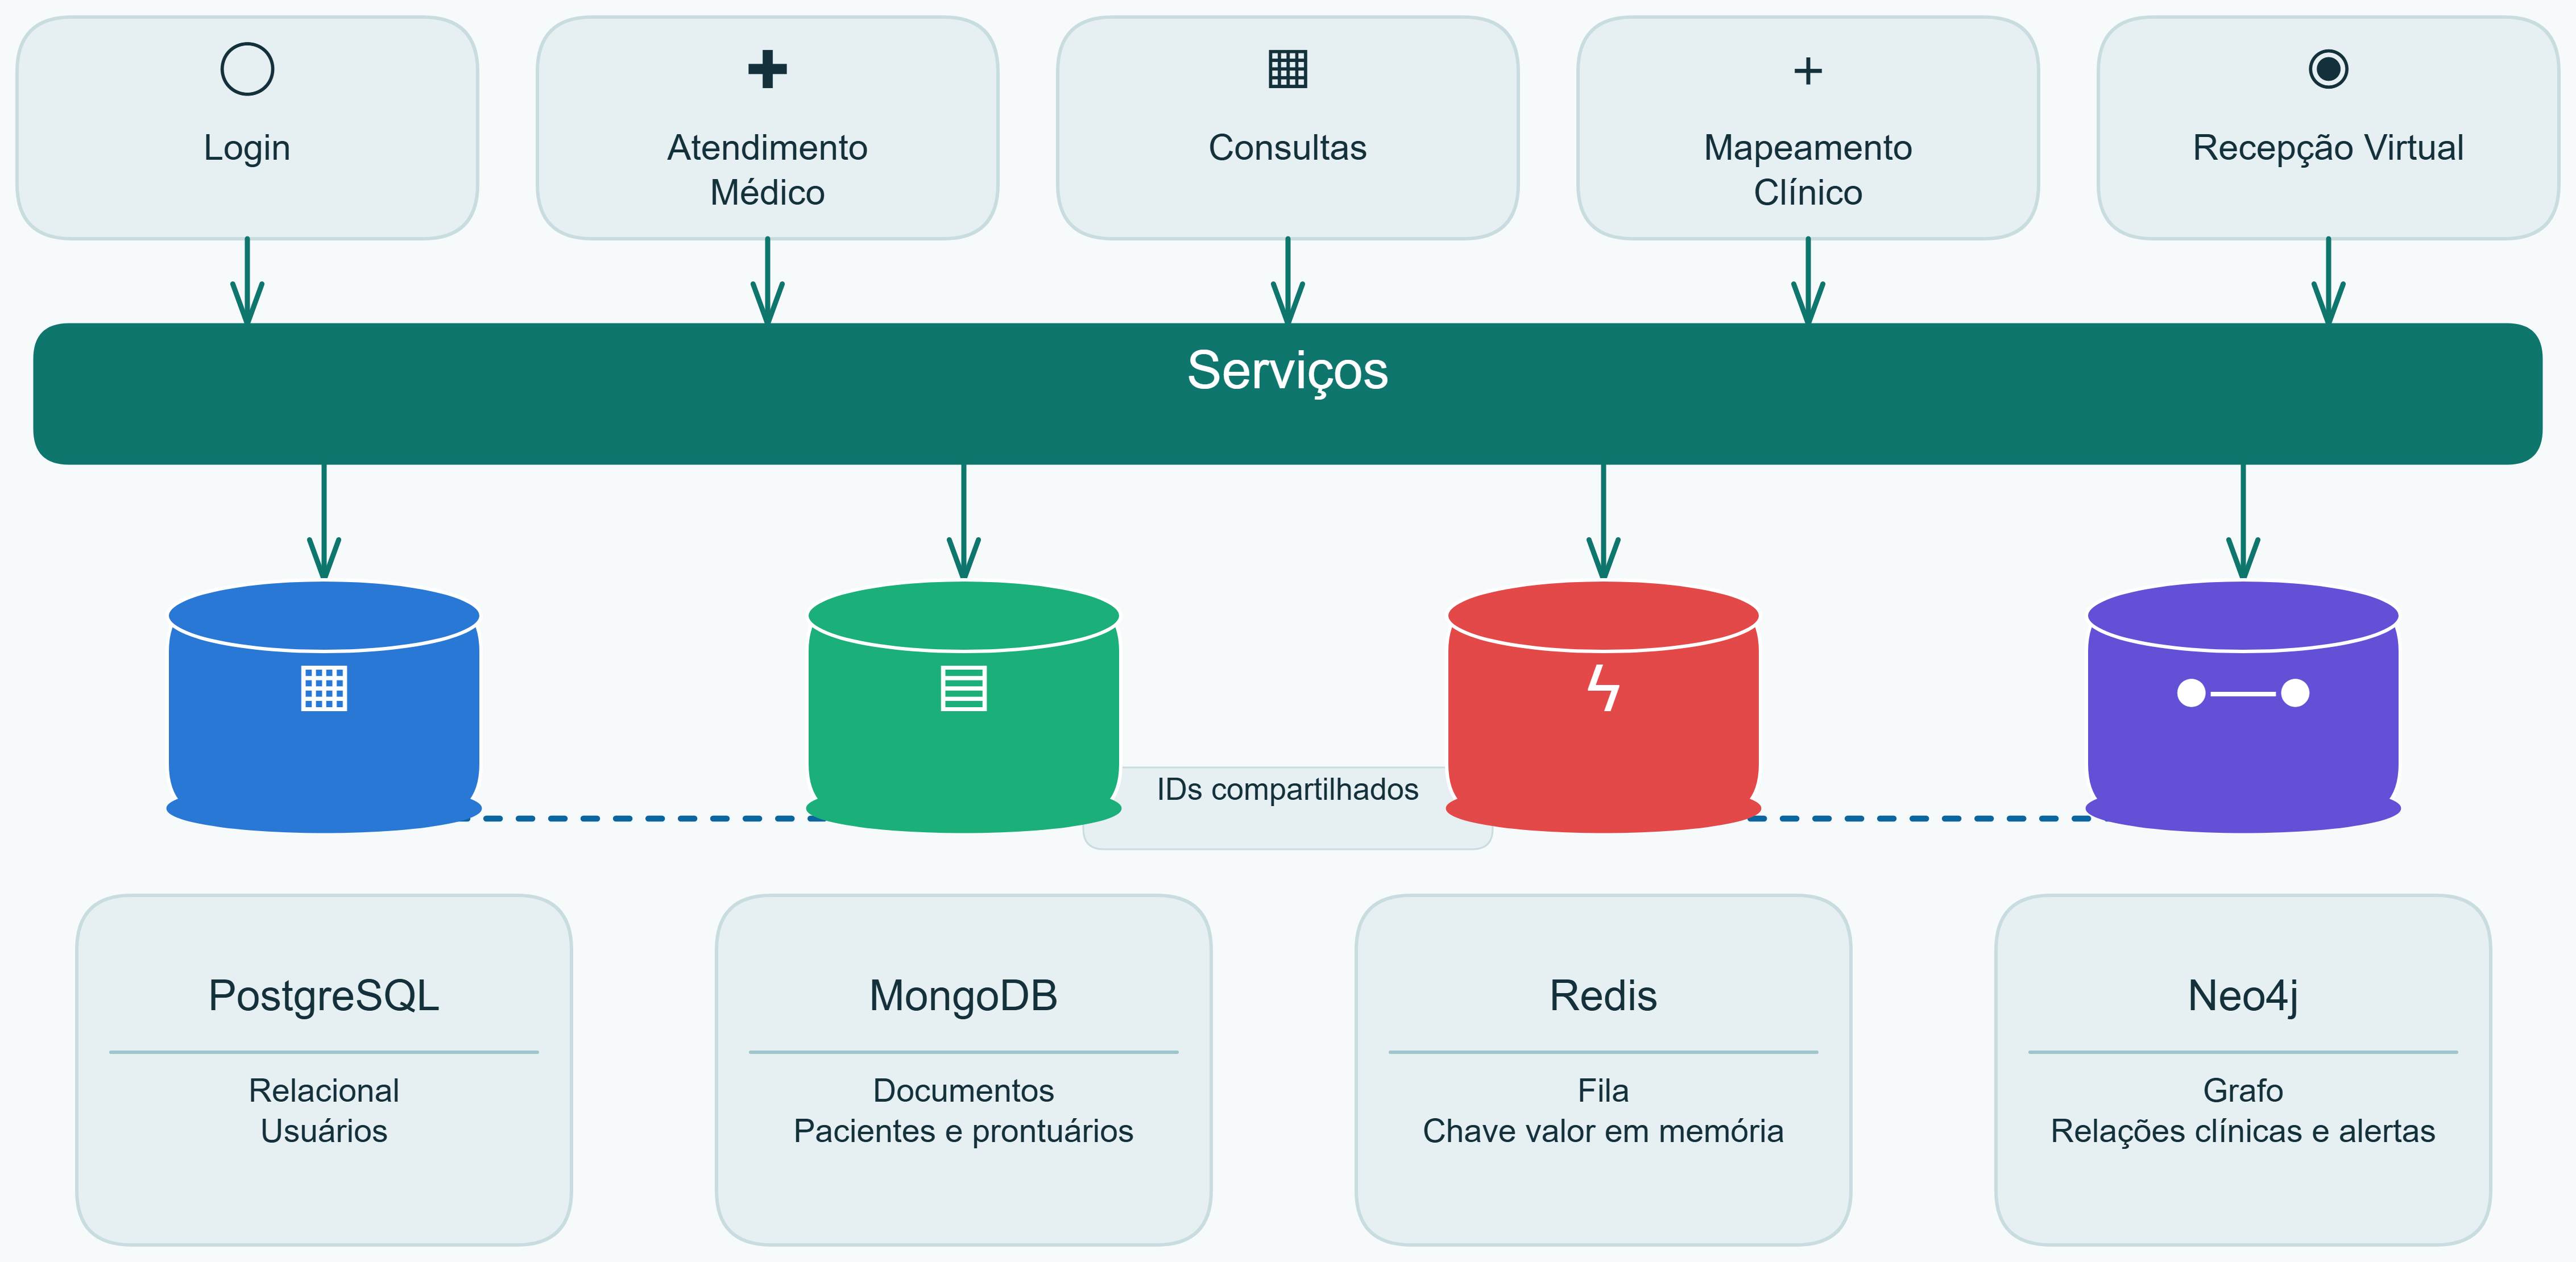 Login
Atendimento
Médico
Consultas
Mapeamento
Clínico
Recepção Virtual
Serviços
IDs compartilhados
PostgreSQL
Relacional
Usuários
MongoDB
Documentos
Pacientes e prontuários
Redis
Fila
Chave valor em memória
Neo4j
Grafo
Relações clínicas e alertas